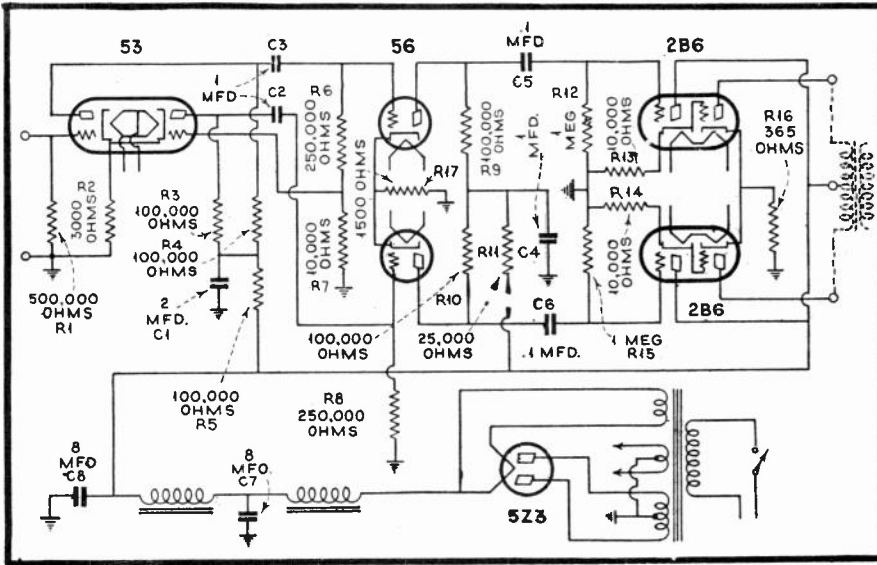 53
56
2B6
C3
.1
MFD
C2
R6
250,000
OHMS
.1
MFD
C5
R12
1
MEG
R16
365
OHMS
R2
3000
OHMS
R3
100,000
OHMS
R4
100,000
OHMS
R17
1500 OHMS
100,000
OHMS
R9
.1
MFD.
10,000
OHMS
R13
R14
10,000
OHMS
R7
R10
R11
C4
10,000
OHMS
500,000
OHMS
R1
2
MFD.
C1
100,000
OHMS
25,000
OHMS
C6
.1 MFD.
1 MEG
R15
2B6
100,000
OHMS
R5
R8
250,000
OHMS
8
MFD
C8
8
MFD
C7
5Z3